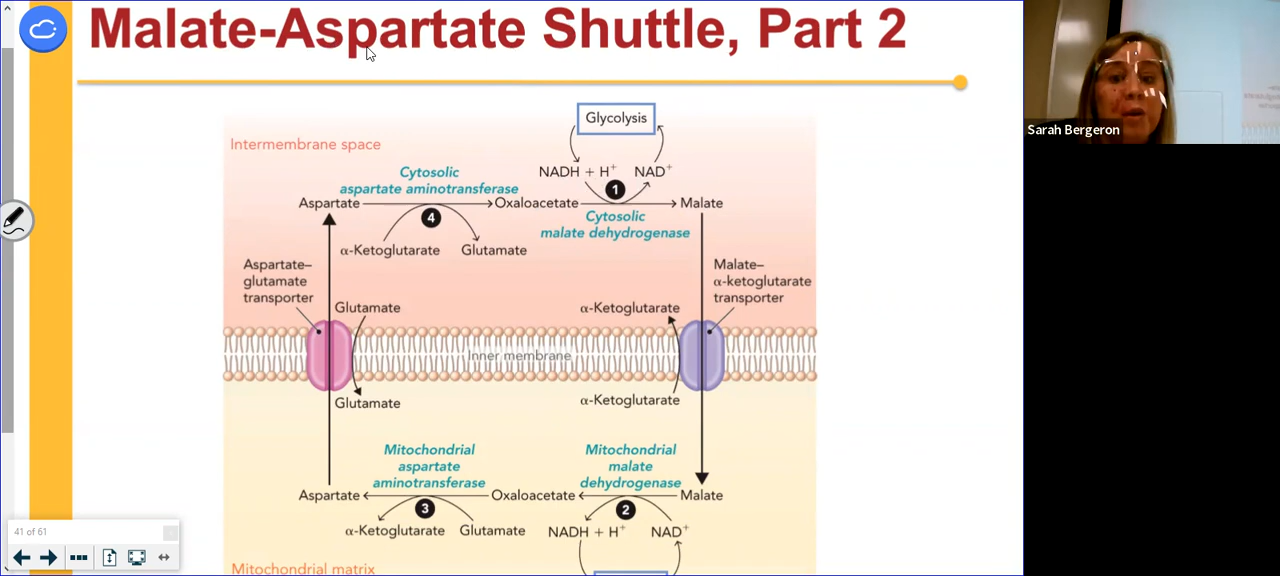 Malate-Aspartate Shuttle, Part 2
Sarah Bergeron
Glycolysis
Intermembrane space
NADH + H⁺ NAD⁺
Cytosolic
aspartate aminotransferase
1
Aspartate Oxaloacetate Malate
4
Cytosolic
malate dehydrogenase
α-Ketoglutarate Glutamate
Aspartate–
glutamate
transporter
Malate–
α-ketoglutarate
transporter
Glutamate α-Ketoglutarate
Inner membrane
Glutamate α-Ketoglutarate
Mitochondrial
aspartate
aminotransferase
Mitochondrial
malate
dehydrogenase
Aspartate Oxaloacetate Malate
3
2
α-Ketoglutarate Glutamate NADH + H⁺ NAD⁺
Mitochondrial matrix
41 of 61